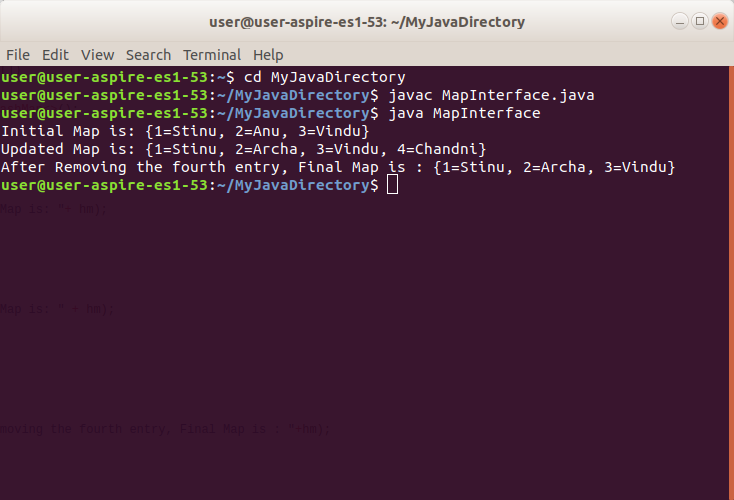 user@user-aspire-es1-53: ~/MyJavaDirectory
File Edit View Search Terminal Help
user@user-aspire-es1-53:~$ cd MyJavaDirectory
user@user-aspire-es1-53:~/MyJavaDirectory$ javac MapInterface.java
user@user-aspire-es1-53:~/MyJavaDirectory$ java MapInterface
Initial Map is: {1=Stinu, 2=Anu, 3=Vindu}
Updated Map is: {1=Stinu, 2=Archa, 3=Vindu, 4=Chandni}
After Removing the fourth entry, Final Map is : {1=Stinu, 2=Archa, 3=Vindu}
user@user-aspire-es1-53:~/MyJavaDirectory$
Map is: "+ hm);
Map is: " + hm);
the fourth entry, Final Map is : "+hm);